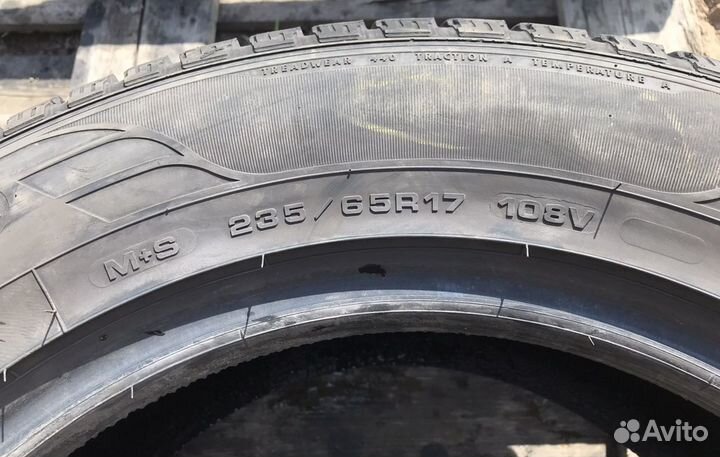 TREADWEAR 440 TRACTION A TEMPERATURE A
M+S 235/65R17 108V
Avito